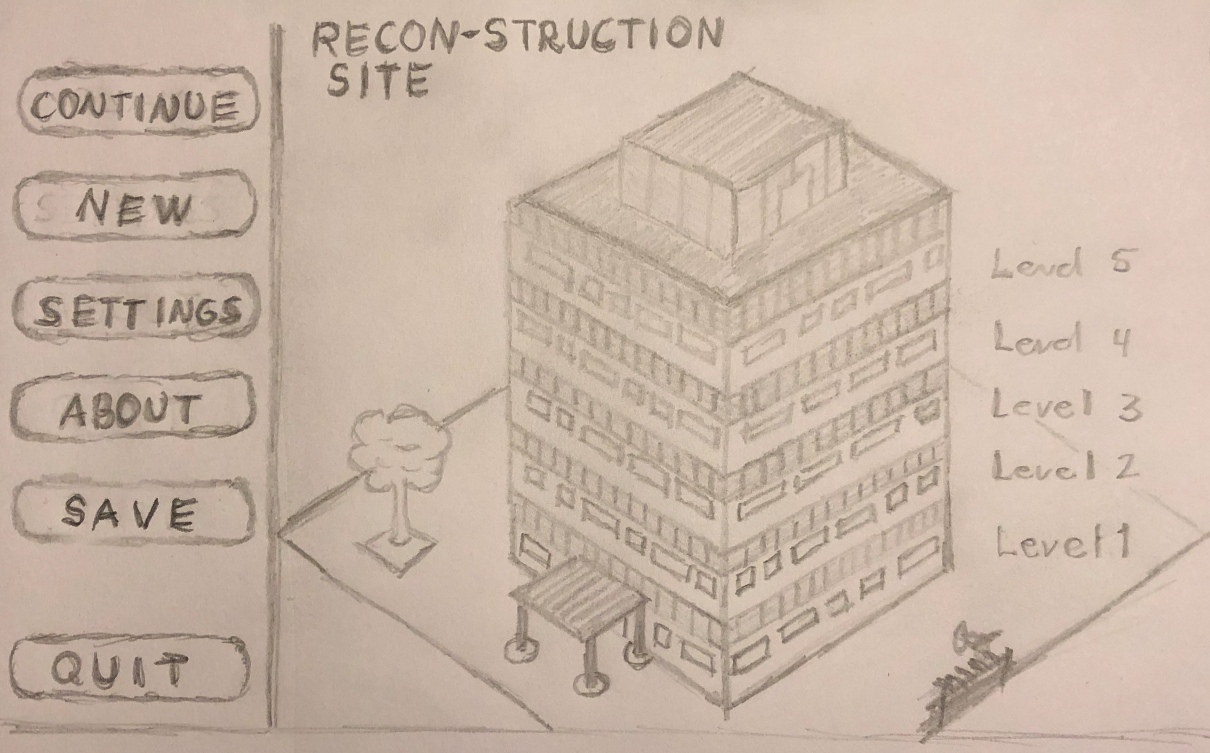 RECON-STRUCTION
SITE
CONTINUE
NEW
SETTINGS
ABOUT
SAVE
QUIT
Level 5
Level 4
Level 3
Level 2
Level 1